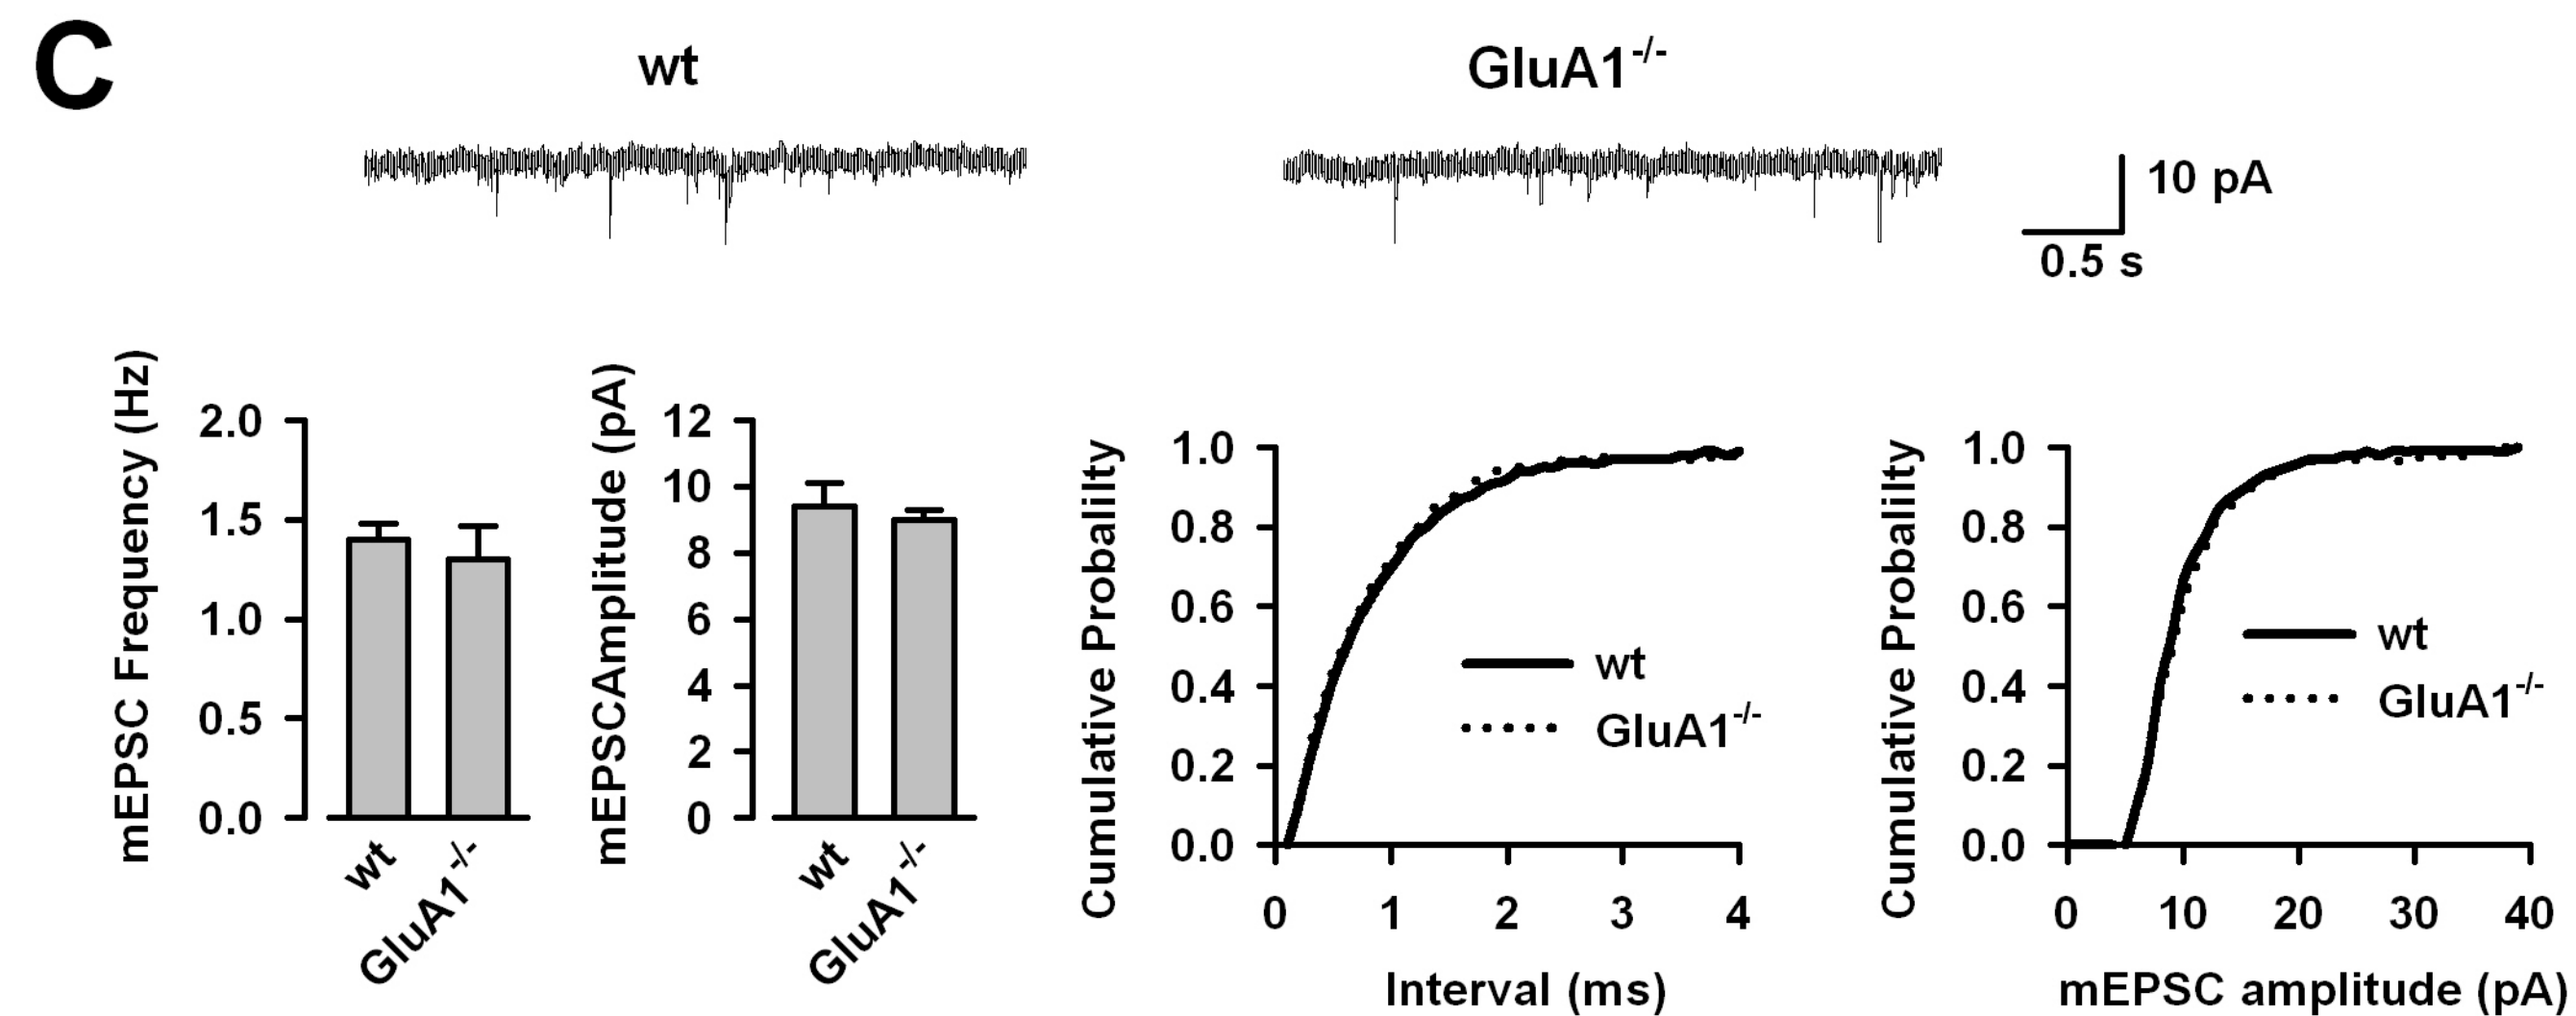 C
wt
GluA1-/-
10 pA
0.5 s
mEPSC Frequency (Hz)
2.0
1.5
1.0
0.5
0.0
wt
GluA1-/-
mEPSCAmplitude (pA)
12
10
8
6
4
2
0
wt
GluA1-/-
Cumulative Probalilty
1.0
0.8
0.6
0.4
0.2
0.0
0 1 2 3 4
Interval (ms)
wt
GluA1-/-
Cumulative Probalilty
1.0
0.8
0.6
0.4
0.2
0.0
0 10 20 30 40
mEPSC amplitude (pA)
wt
GluA1-/-